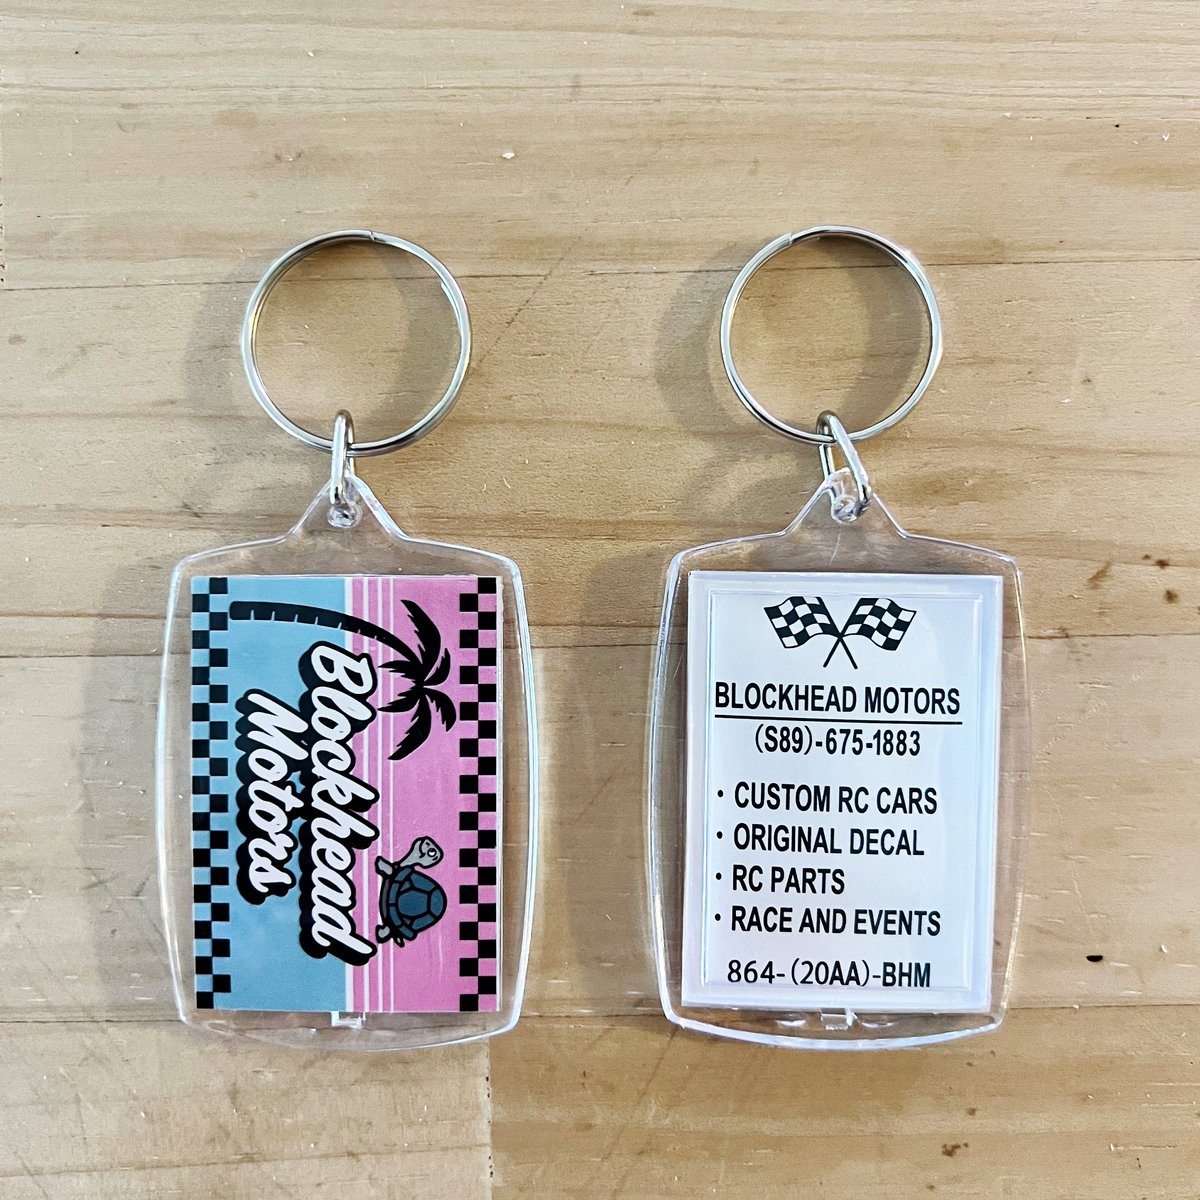 Blockhead
Motors
BLOCKHEAD MOTORS
(S89)-675-1883
• CUSTOM RC CARS
• ORIGINAL DECAL
• RC PARTS
• RACE AND EVENTS
864-(20AA)-BHM